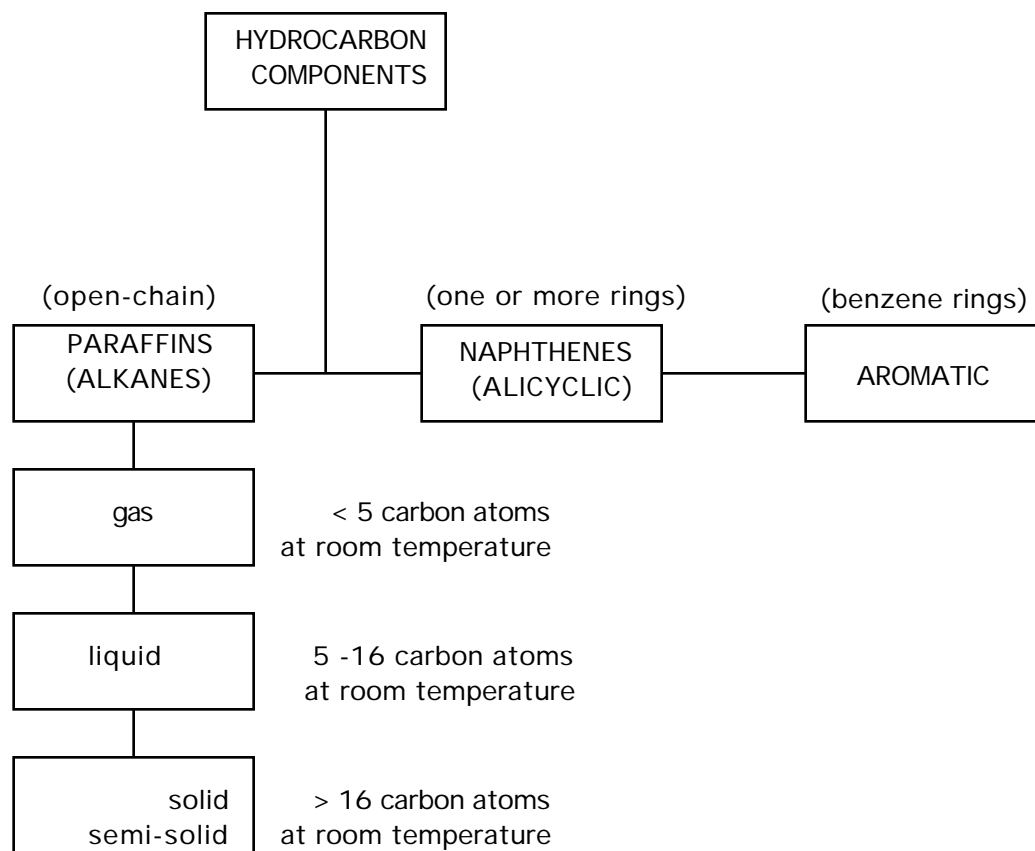 HYDROCARBON
COMPONENTS
(open-chain)
(one or more rings)
(benzene rings)
PARAFFINS
(ALKANES)
NAPHTHENES
(ALICYCLIC)
AROMATIC
gas
< 5 carbon atoms
at room temperature
liquid
5 -16 carbon atoms
at room temperature
solid
semi-solid
> 16 carbon atoms
at room temperature